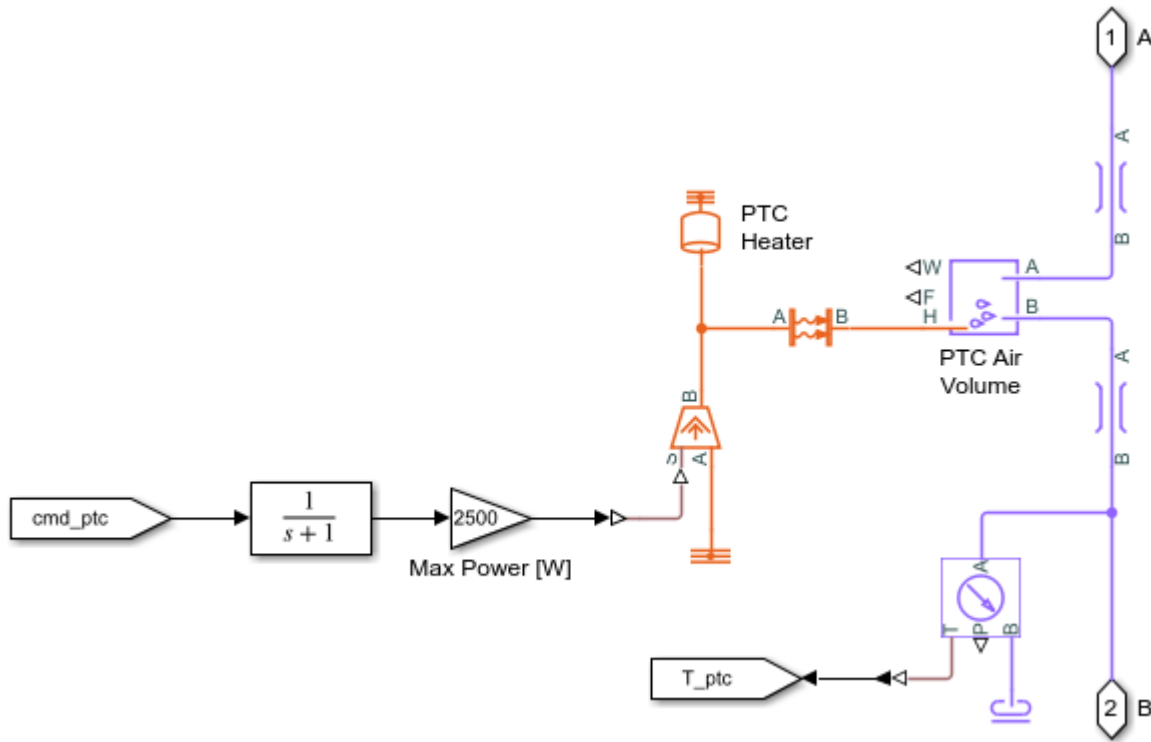 1 A
A
B
PTC
Heater
W
A
F
B
A B H
PTC Air
Volume
A
B
B
S A
cmd_ptc
1
s + 1
2500
Max Power [W]
A
T P B
T_ptc
2 B